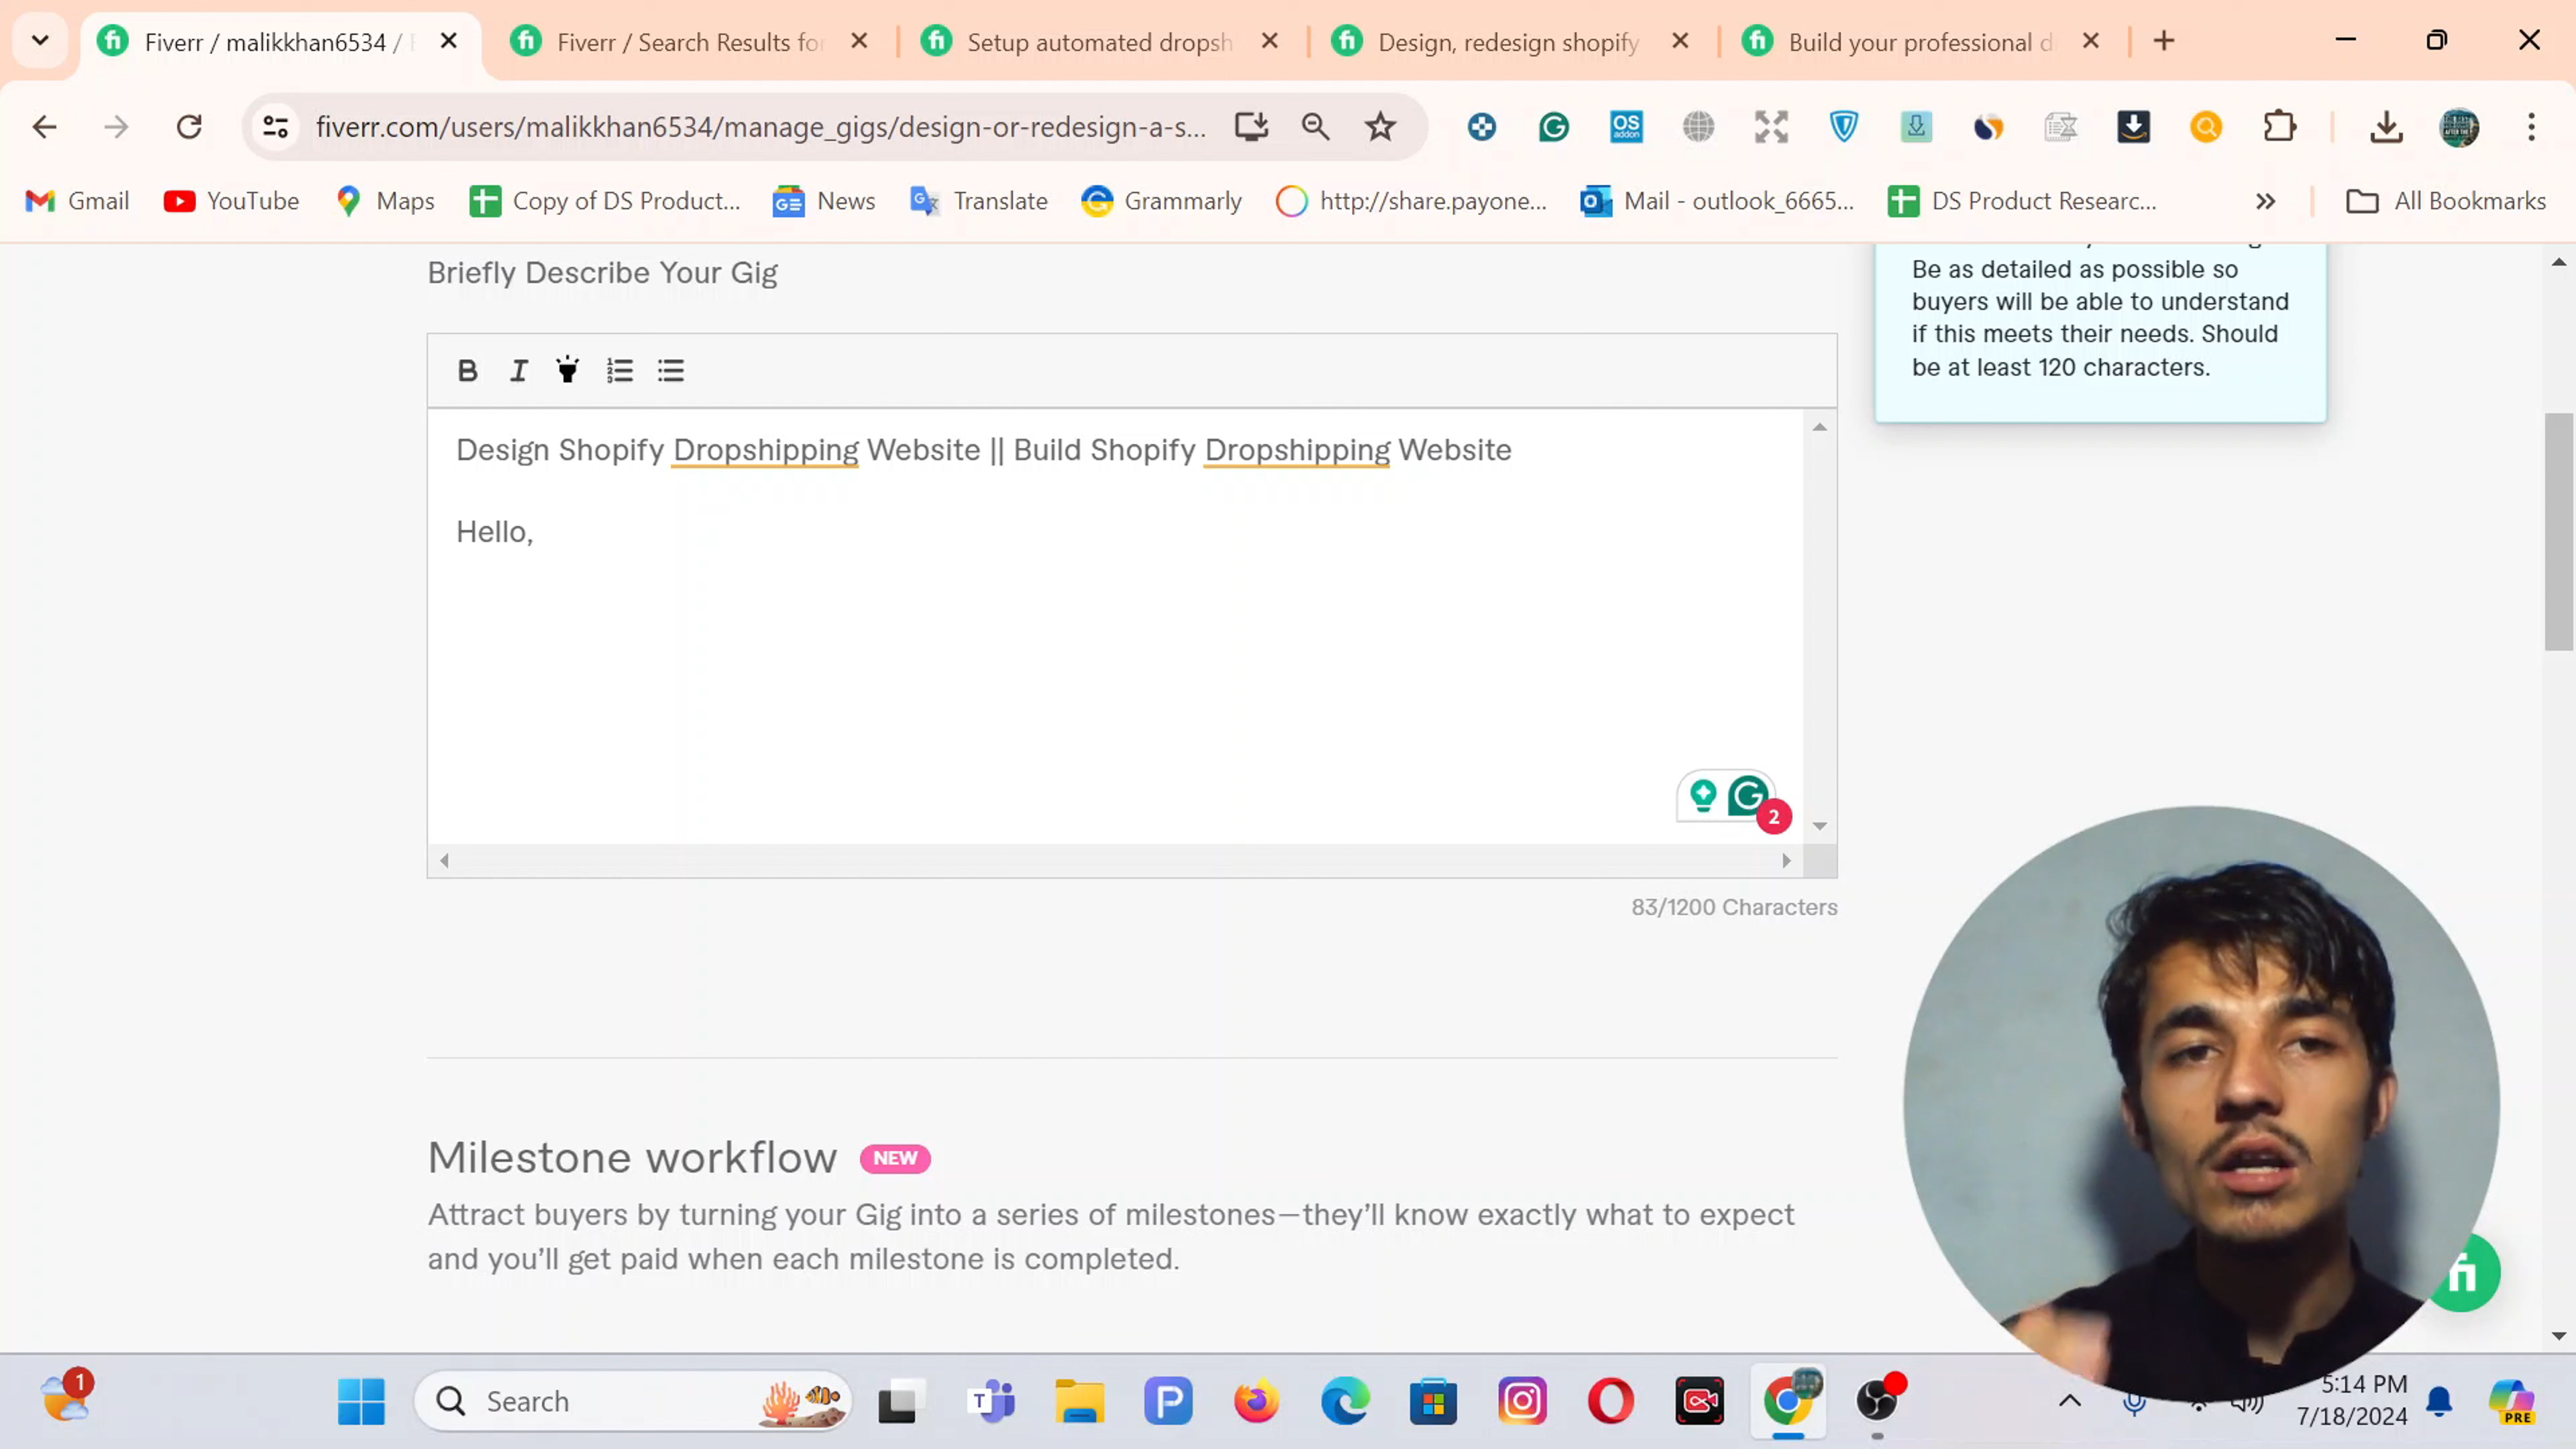 Fiverr / malikkhan6534 /
Fiverr / Search Results fo
Setup automated dropsh
Design, redesign shopify
Build your professional d
fiverr.com/users/malikkhan6534/manage_gigs/design-or-redesign-a-s...
OS
addon
Gmail
YouTube
Maps
Copy of DS Product...
News
Translate
Grammarly
http://share.payone...
Mail - outlook_6665...
DS Product Researc...
All Bookmarks
Briefly Describe Your Gig
Be as detailed as possible so
buyers will be able to understand
if this meets their needs. Should
be at least 120 characters.
B I
Design Shopify Dropshipping Website || Build Shopify Dropshipping Website
Hello,
2
83/1200 Characters
Milestone workflow NEW
Attract buyers by turning your Gig into a series of milestones—they'll know exactly what to expect
and you'll get paid when each milestone is completed.
fi
1
Search
5:14 PM
7/18/2024
PRE